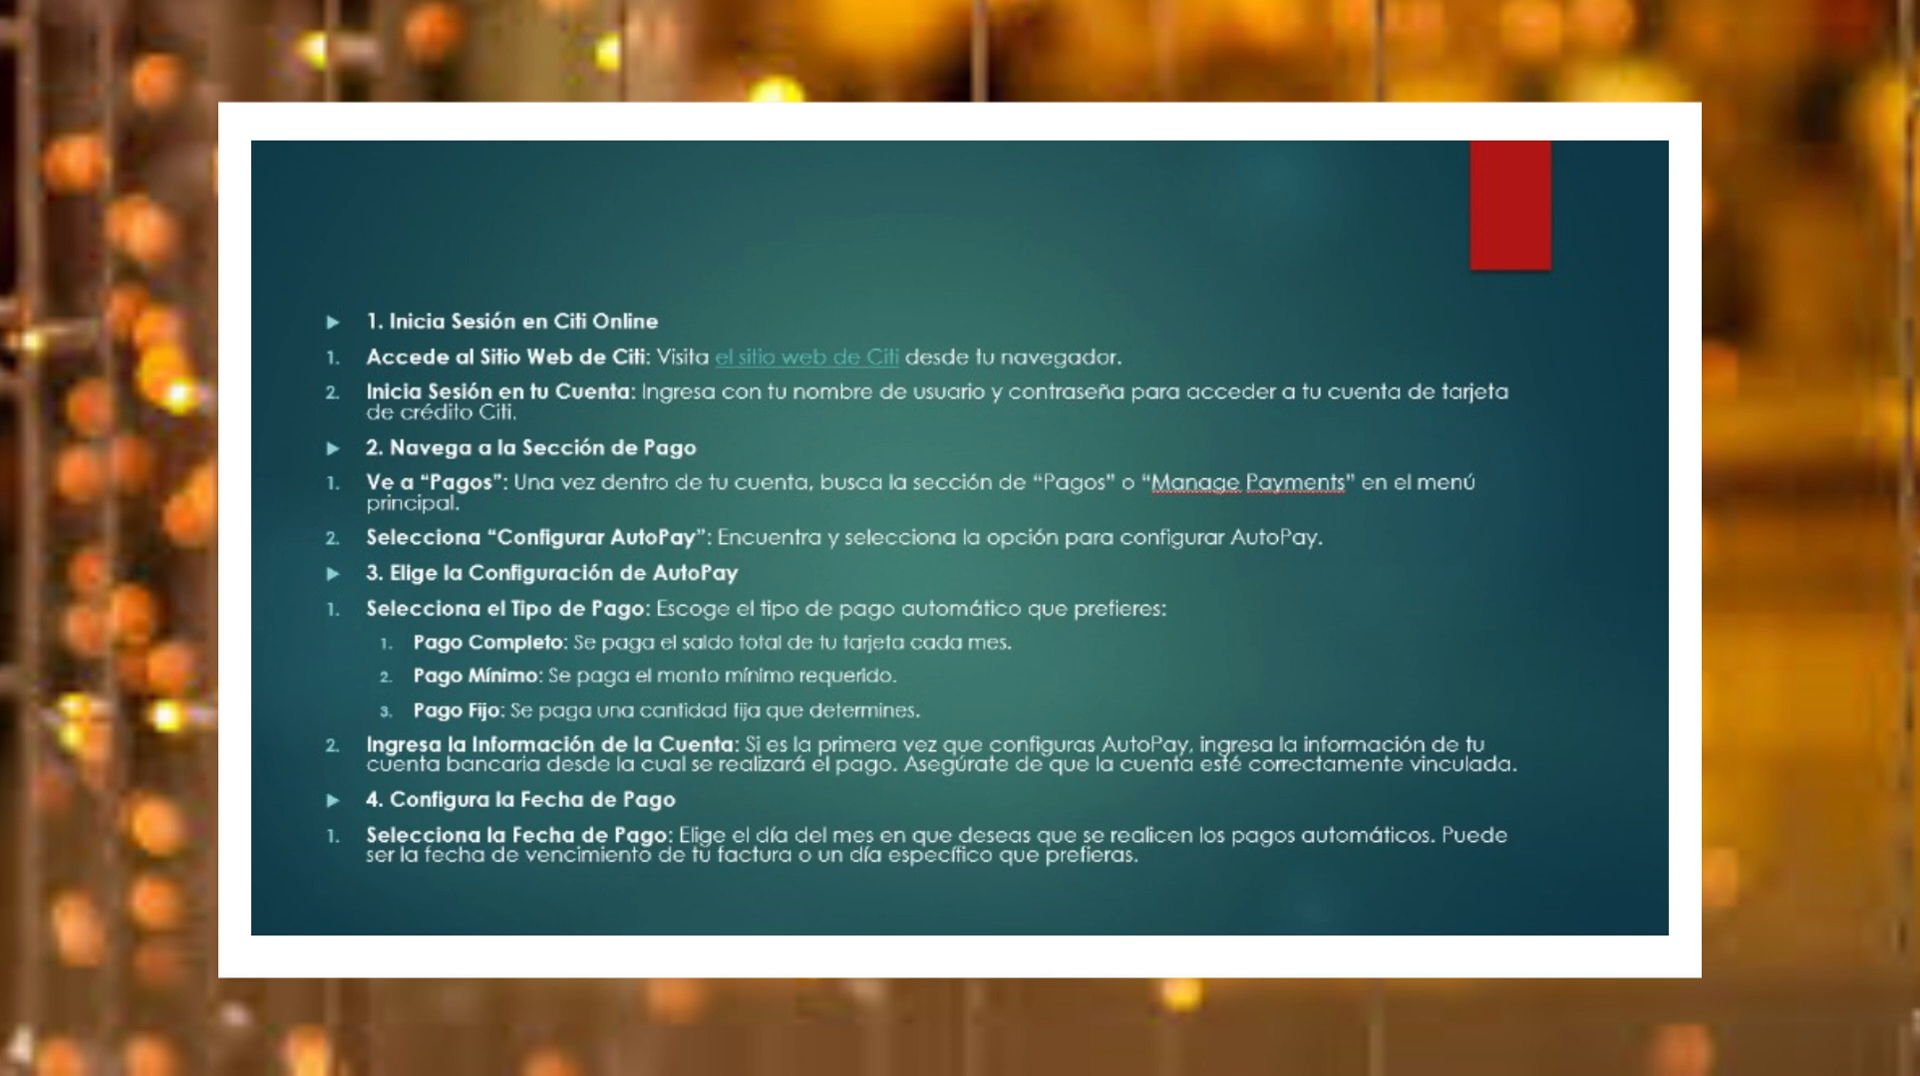 1. Inicia Sesión en Citi Online
1. Accede al Sitio Web de Citi: Visita el sitio web de Citi desde tu navegador.
2. Inicia Sesión en tu Cuenta: Ingresa con tu nombre de usuario y contraseña para acceder a tu cuenta de tarjeta
de crédito Citi.
2. Navega a la Sección de Pago
1. Ve a “Pagos”: Una vez dentro de tu cuenta, busca la sección de “Pagos” o “Manage Payments” en el menú
principal.
2. Selecciona “Configurar AutoPay”: Encuentra y selecciona la opción para configurar AutoPay.
3. Elige la Configuración de AutoPay
1. Selecciona el Tipo de Pago: Escoge el tipo de pago automático que prefieres:
1. Pago Completo: Se paga el saldo total de tu tarjeta cada mes.
2. Pago Mínimo: Se paga el monto mínimo requerido.
3. Pago Fijo: Se paga una cantidad fija que determines.
2. Ingresa la Información de la Cuenta: Si es la primera vez que configuras AutoPay, ingresa la información de tu
cuenta bancaria desde la cual se realizará el pago. Asegúrate de que la cuenta esté correctamente vinculada.
4. Configura la Fecha de Pago
1. Selecciona la Fecha de Pago: Elige el día del mes en que deseas que se realicen los pagos automáticos. Puede
ser la fecha de vencimiento de tu factura o un día específico que prefieras.